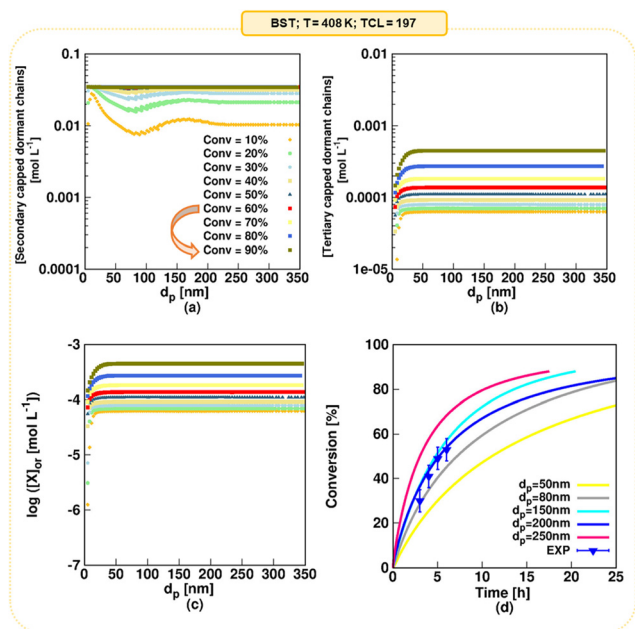 BST; T = 408 K; TCL = 197
[Secondary capped dormant chains]
[mol L⁻¹]
0.1
0.01
0.001
0.0001
0 50 100 150 200 250 300 350
dp [nm]
(a)
Conv = 10%
Conv = 20%
Conv = 30%
Conv = 40%
Conv = 50%
Conv = 60%
Conv = 70%
Conv = 80%
Conv = 90%
[Tertiary capped dormant chains]
[mol L⁻¹]
0.001
0.0001
1e-05
0 50 100 150 200 250 300 350
dp [nm]
(b)
log ([X]or [mol L⁻¹])
-3
-4
-5
-6
-7
0 50 100 150 200 250 300 350
dp [nm]
(c)
Conversion [%]
100
80
60
40
20
0
0 5 10 15 20 25
Time [h]
(d)
dp=50nm
dp=80nm
dp=150nm
dp=200nm
dp=250nm
EXP